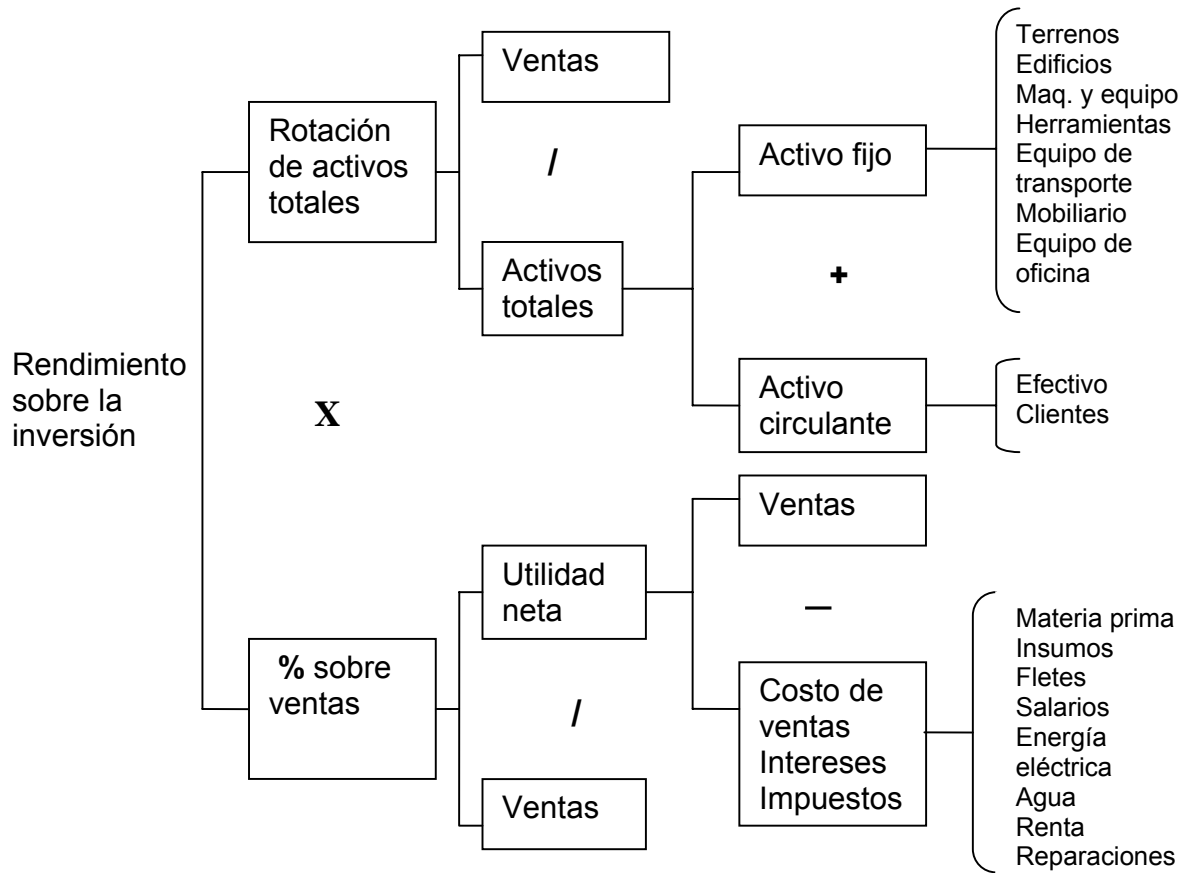 Rendimiento
sobre la
inversión
X
Rotación
de activos
totales
% sobre
ventas
Ventas
/
Activos
totales
Utilidad
neta
/
Ventas
Activo fijo
+
Activo
circulante
Ventas
—
Costo de
ventas
Intereses
Impuestos
Terrenos
Edificios
Maq. y equipo
Herramientas
Equipo de
transporte
Mobiliario
Equipo de
oficina
Efectivo
Clientes
Materia prima
Insumos
Fletes
Salarios
Energía
eléctrica
Agua
Renta
Reparaciones